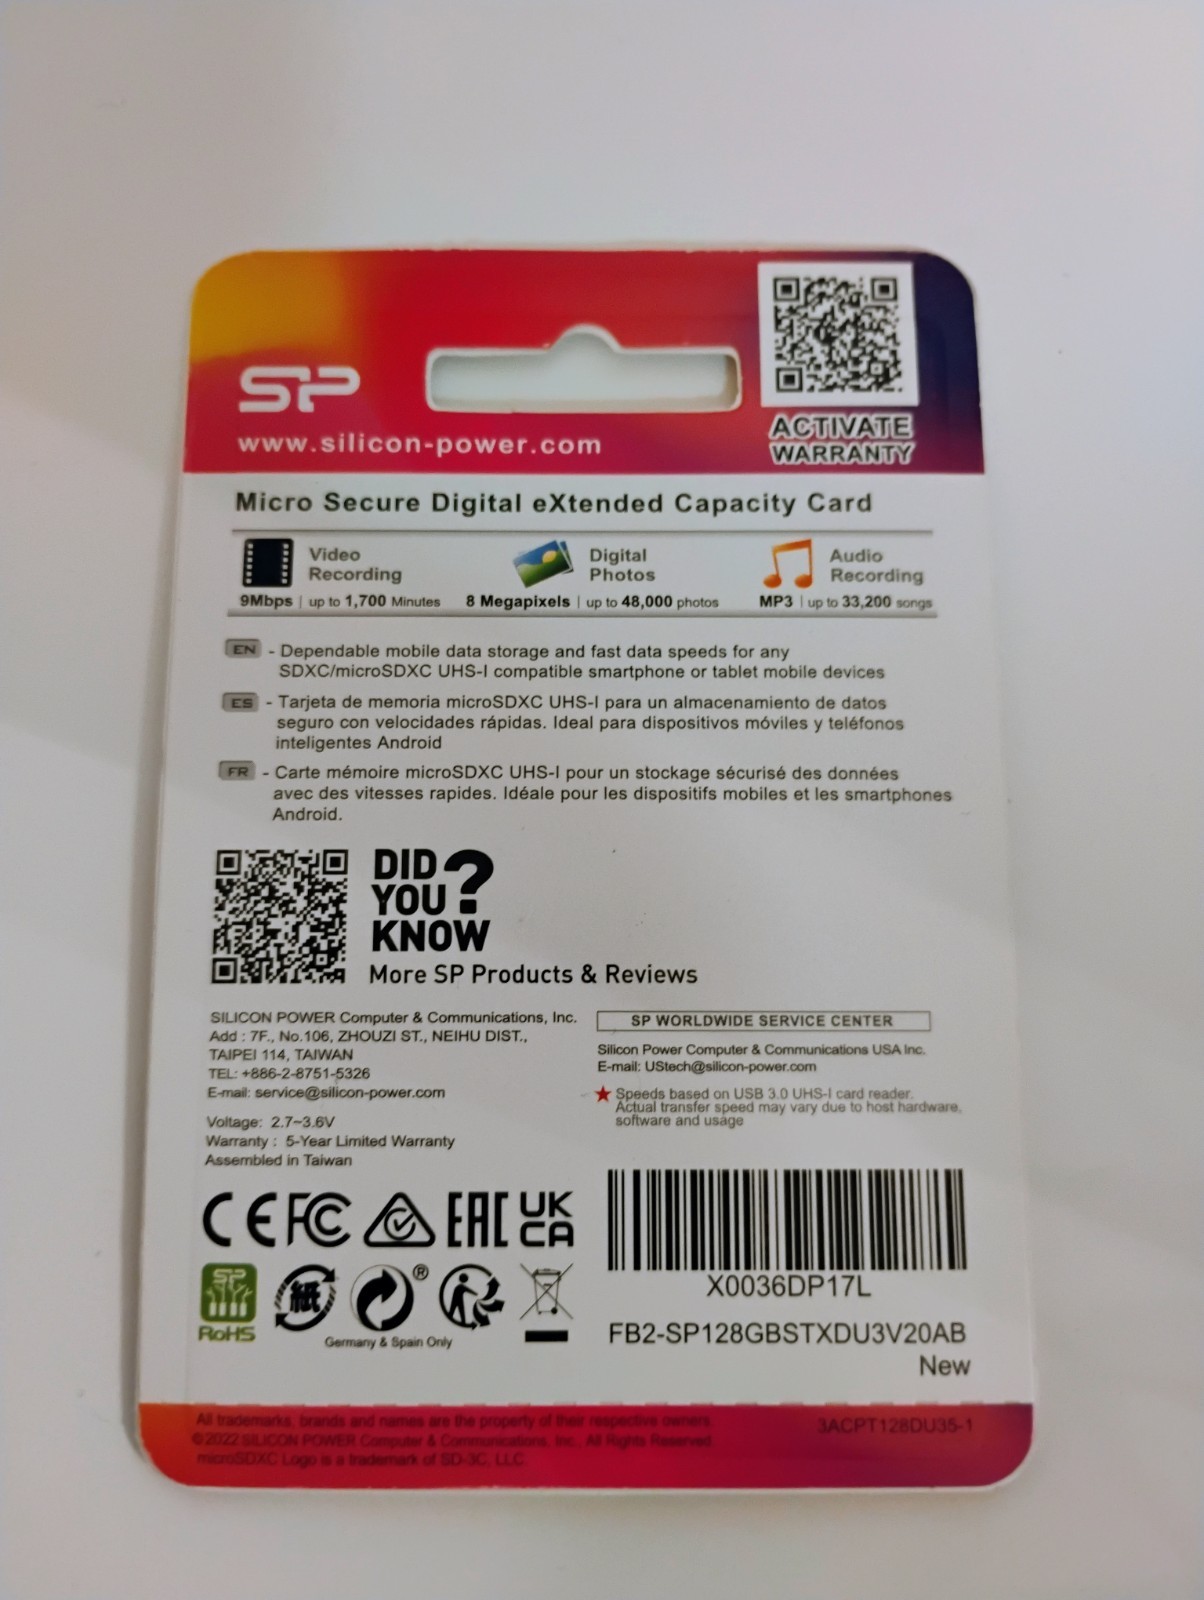 SP
www.silicon-power.com
ACTIVATE
WARRANTY
Micro Secure Digital eXtended Capacity Card
Video
Recording
9Mbps | up to 1,700 Minutes
Digital
Photos
8 Megapixels | up to 48,000 photos
Audio
Recording
MP3 | up to 33,200 songs
EN - Dependable mobile data storage and fast data speeds for any
SDXC/microSDXC UHS-I compatible smartphone or tablet mobile devices
ES - Tarjeta de memoria microSDXC UHS-I para un almacenamiento de datos
seguro con velocidades rápidas. Ideal para dispositivos móviles y teléfonos
inteligentes Android
FR - Carte mémoire microSDXC UHS-I pour un stockage sécurisé des données
avec des vitesses rapides. Idéale pour les dispositifs mobiles et les smartphones
Android.
DID
YOU ?
KNOW
More SP Products & Reviews
SILICON POWER Computer & Communications, Inc.
Add : 7F., No.106, ZHOUZI ST., NEIHU DIST.,
TAIPEI 114, TAIWAN
TEL: +886-2-8751-5326
E-mail: service@silicon-power.com
Voltage: 2.7~3.6V
Warranty : 5-Year Limited Warranty
Assembled in Taiwan
SP WORLDWIDE SERVICE CENTER
Silicon Power Computer & Communications USA Inc.
E-mail: UStech@silicon-power.com
★ Speeds based on USB 3.0 UHS-I card reader.
Actual transfer speed may vary due to host hardware,
software and usage
CE FC EAC UK
CA
SP
RoHS
紙
®
Germany & Spain Only
X0036DP17L
FB2-SP128GBSTXDU3V20AB
New
All trademarks, brands and names are the property of their respective owners.
©2022 SILICON POWER Computer & Communications, Inc., All Rights Reserved.
microSDXC Logo is a trademark of SD-3C, LLC.
3ACPT128DU35-1